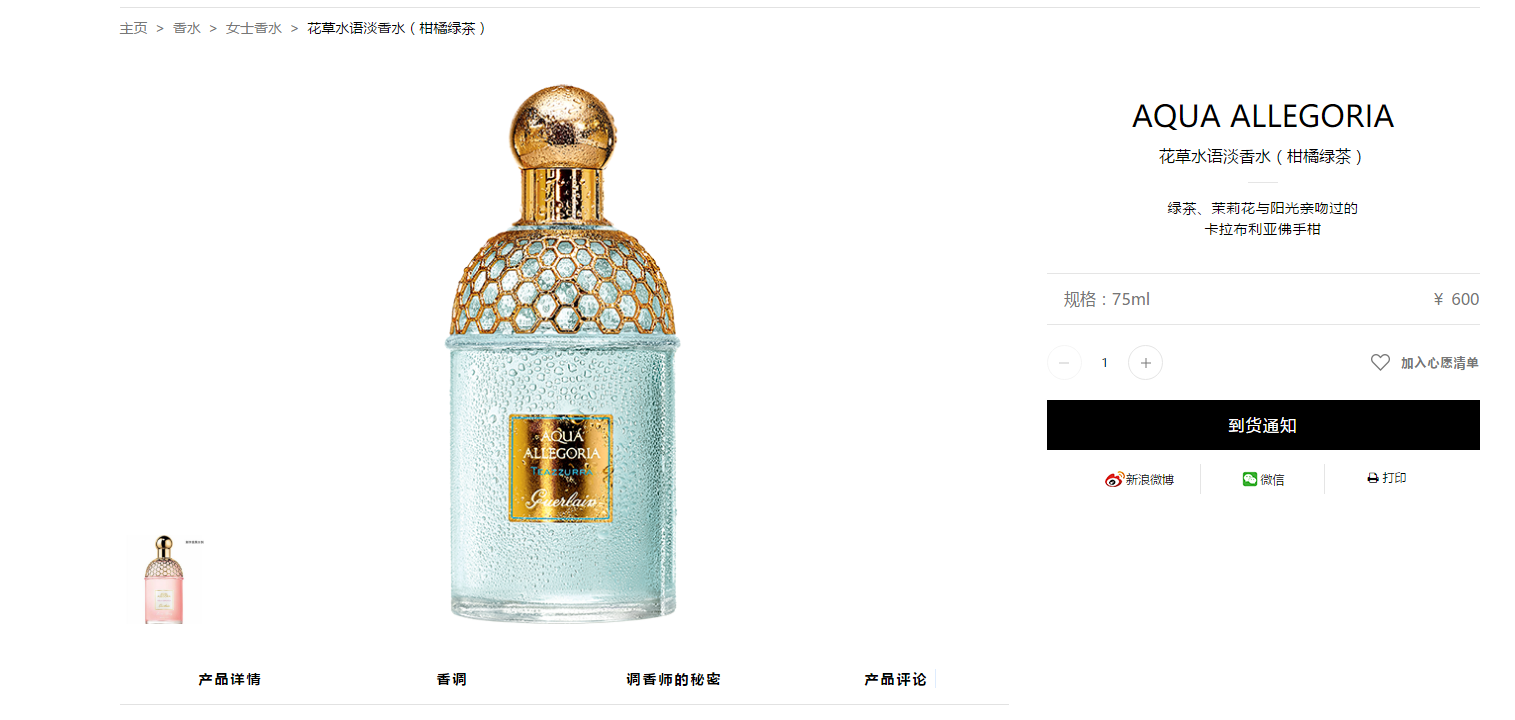 主页 > 香水 > 女士香水 > 花草水语淡香水（柑橘绿茶）
AQUA ALLEGORIA
花草水语淡香水（柑橘绿茶）
绿茶、茉莉花与阳光亲吻过的
卡拉布利亚佛手柑
规格：75ml
¥ 600
1
加入心愿清单
到货通知
新浪微博
微信
打印
AQUA
ALLEGORIA
TEAZZURRA
Guerlain
产品详情
香调
调香师的秘密
产品评论